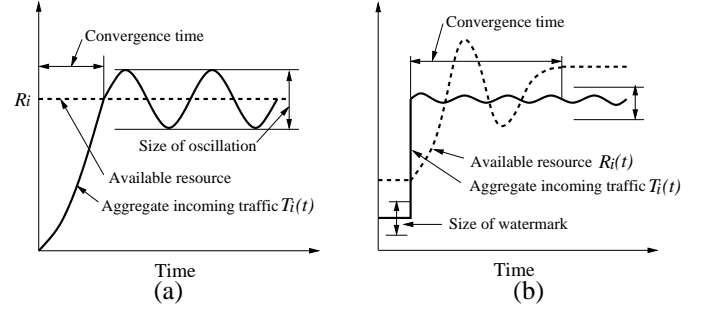 Convergence time
Ri
Size of oscillation
Available resource
Aggregate incoming traffic Ti(t)
Time
(a)
Convergence time
Available resource Ri(t)
Aggregate incoming traffic Ti(t)
Size of watermark
Time
(b)